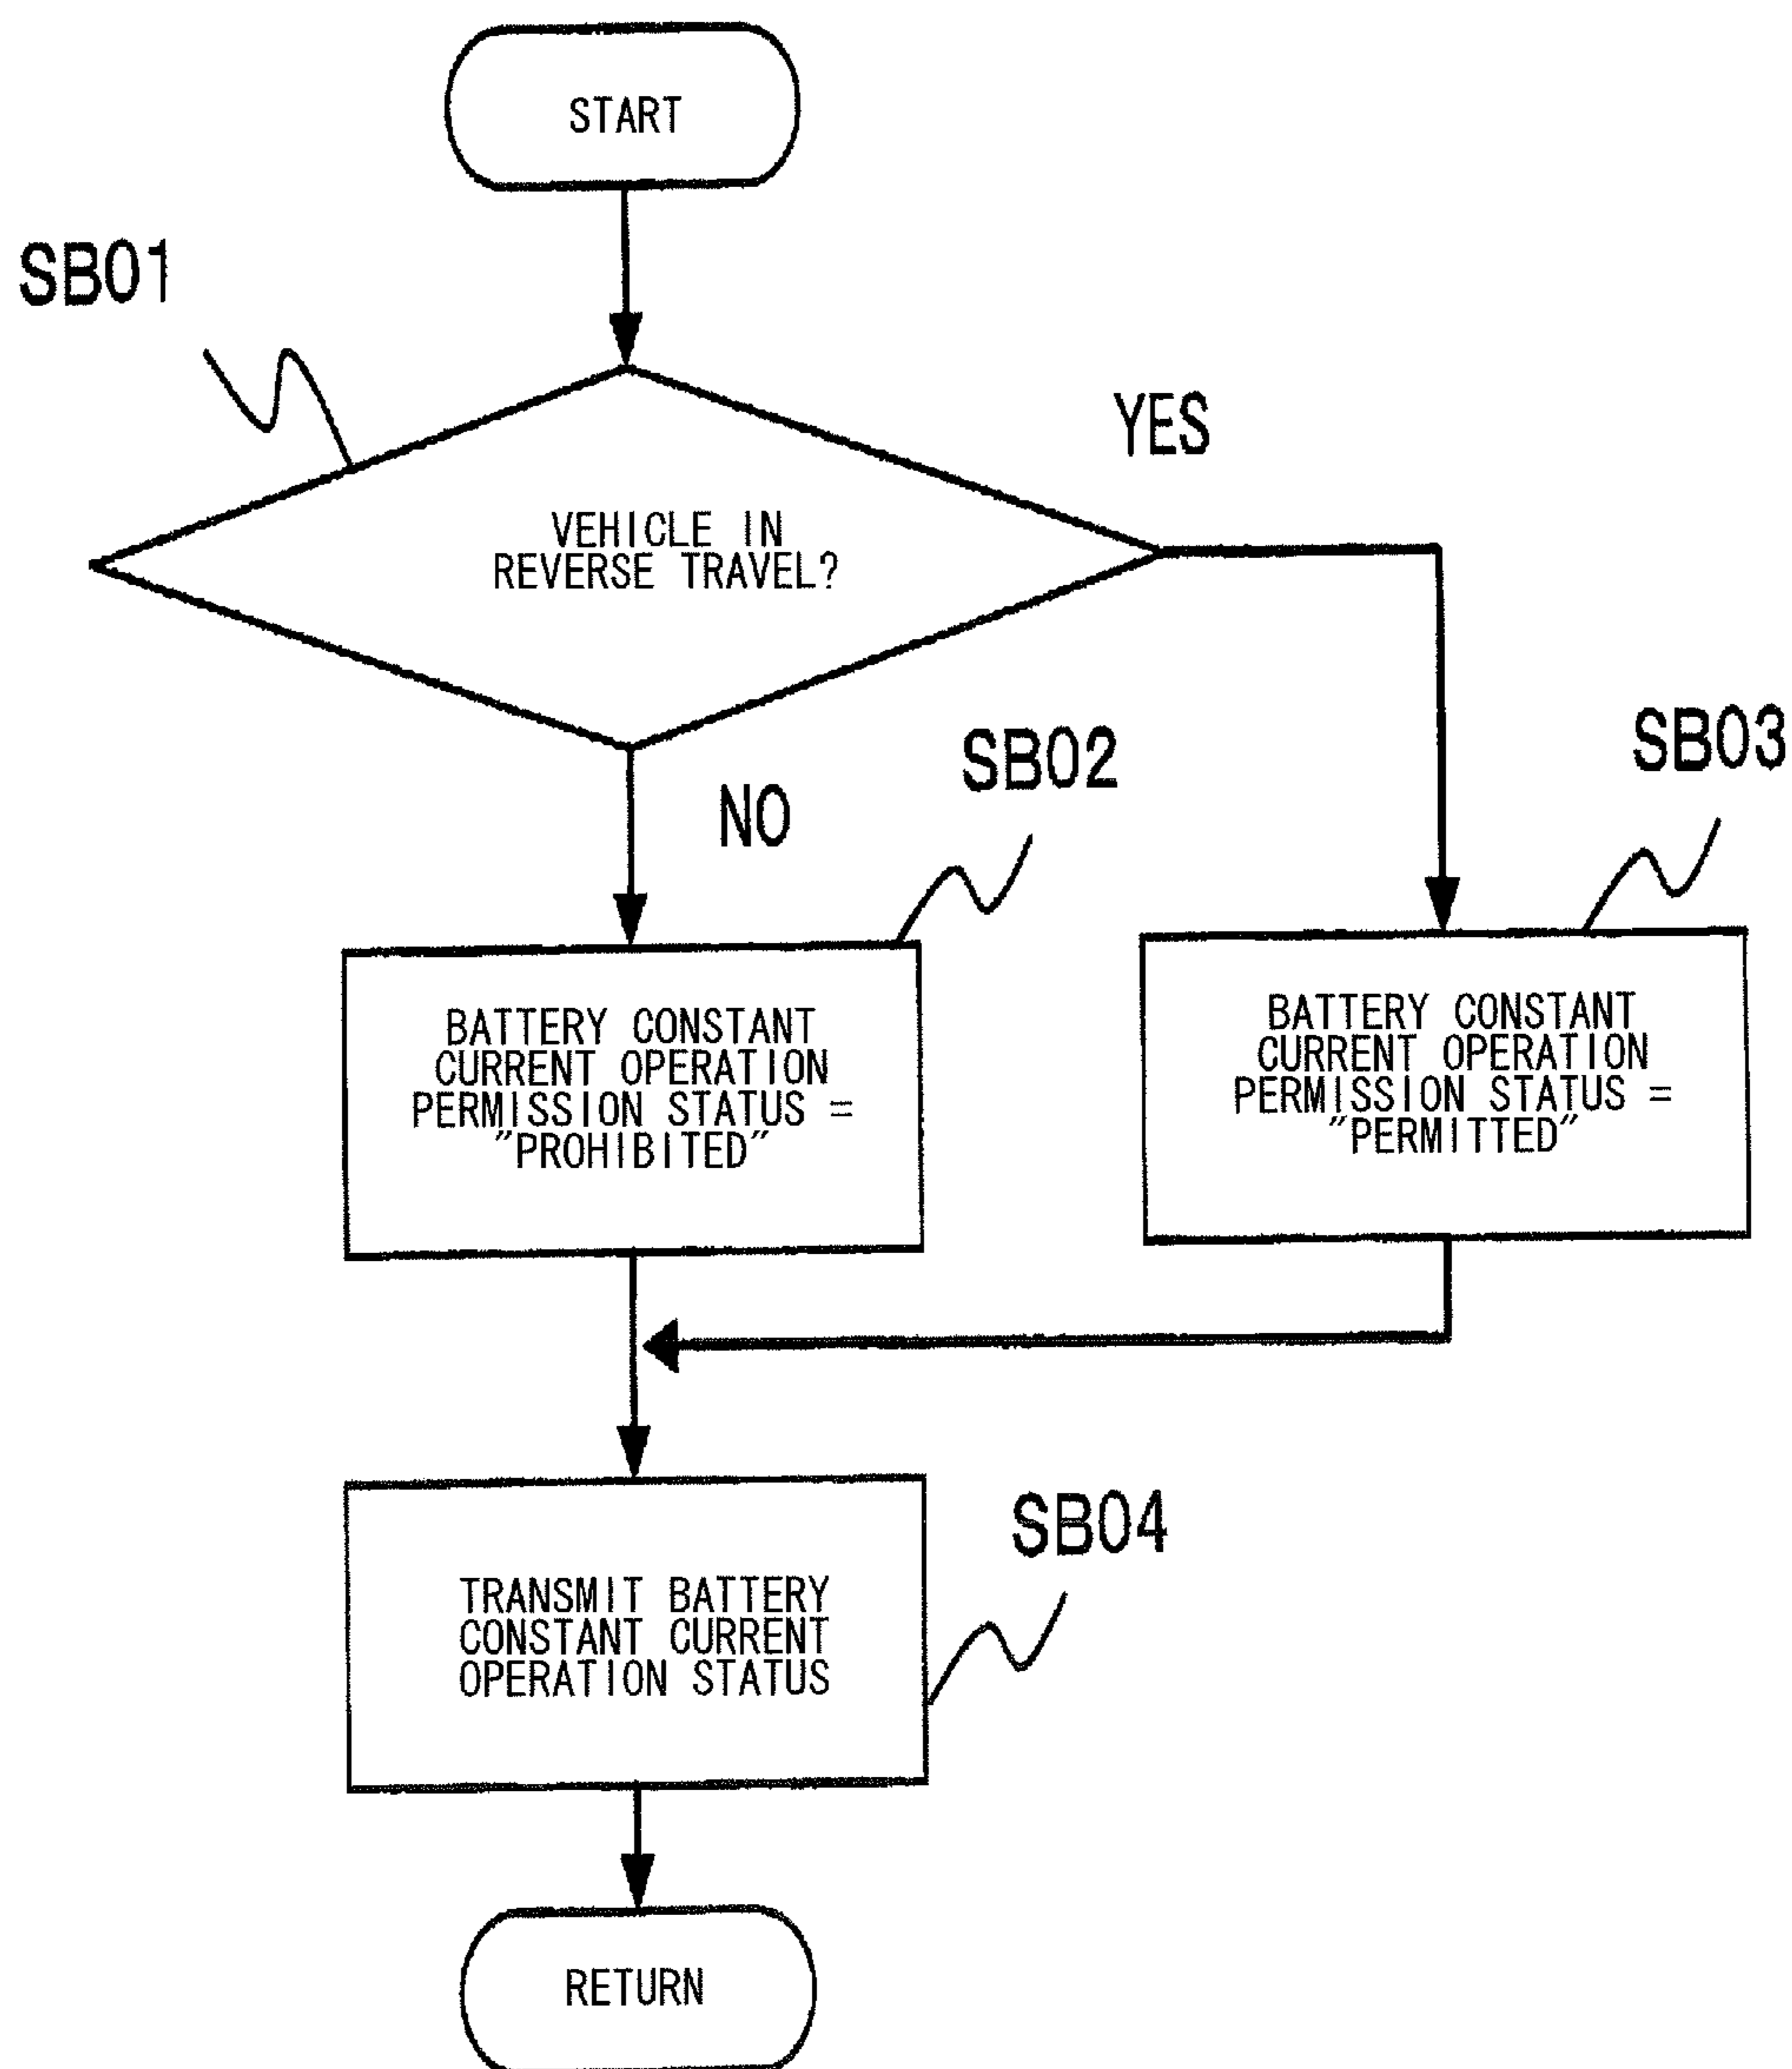 START
SB01
YES
VEHICLE IN
REVERSE TRAVEL?
NO
SB02
SB03
BATTERY CONSTANT
CURRENT OPERATION
PERMISSION STATUS =
"PROHIBITED"
BATTERY CONSTANT
CURRENT OPERATION
PERMISSION STATUS =
"PERMITTED"
SB04
TRANSMIT BATTERY
CONSTANT CURRENT
OPERATION STATUS
RETURN